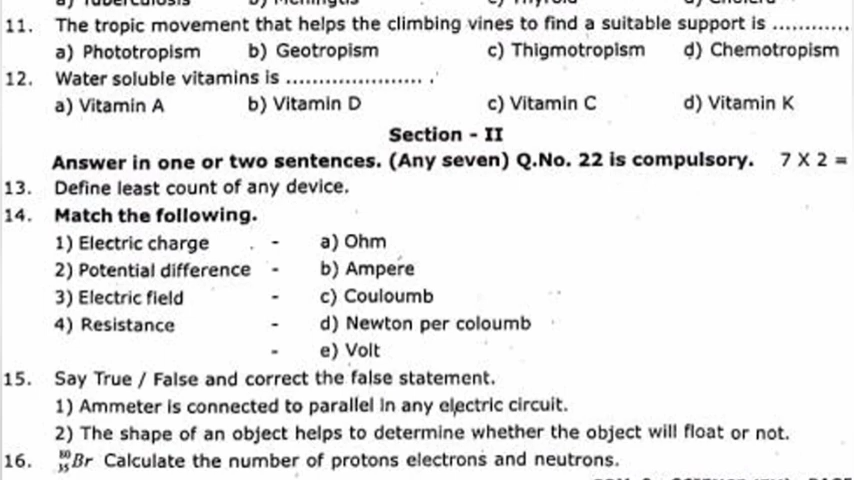 a) Tuberculosis b) Meningitis c) Thyroid d) Cholera
11. The tropic movement that helps the climbing vines to find a suitable support is ............
a) Phototropism b) Geotropism c) Thigmotropism d) Chemotropism
12. Water soluble vitamins is ..................... .
a) Vitamin A b) Vitamin D c) Vitamin C d) Vitamin K
Section - II
Answer in one or two sentences. (Any seven) Q.No. 22 is compulsory. 7 X 2 =
13. Define least count of any device.
14. Match the following.
1) Electric charge - a) Ohm
2) Potential difference - b) Ampere
3) Electric field - c) Couloumb
4) Resistance - d) Newton per coloumb
- e) Volt
15. Say True / False and correct the false statement.
1) Ammeter is connected to parallel in any electric circuit.
2) The shape of an object helps to determine whether the object will float or not.
16. ⁸⁰₃₅Br Calculate the number of protons electrons and neutrons.